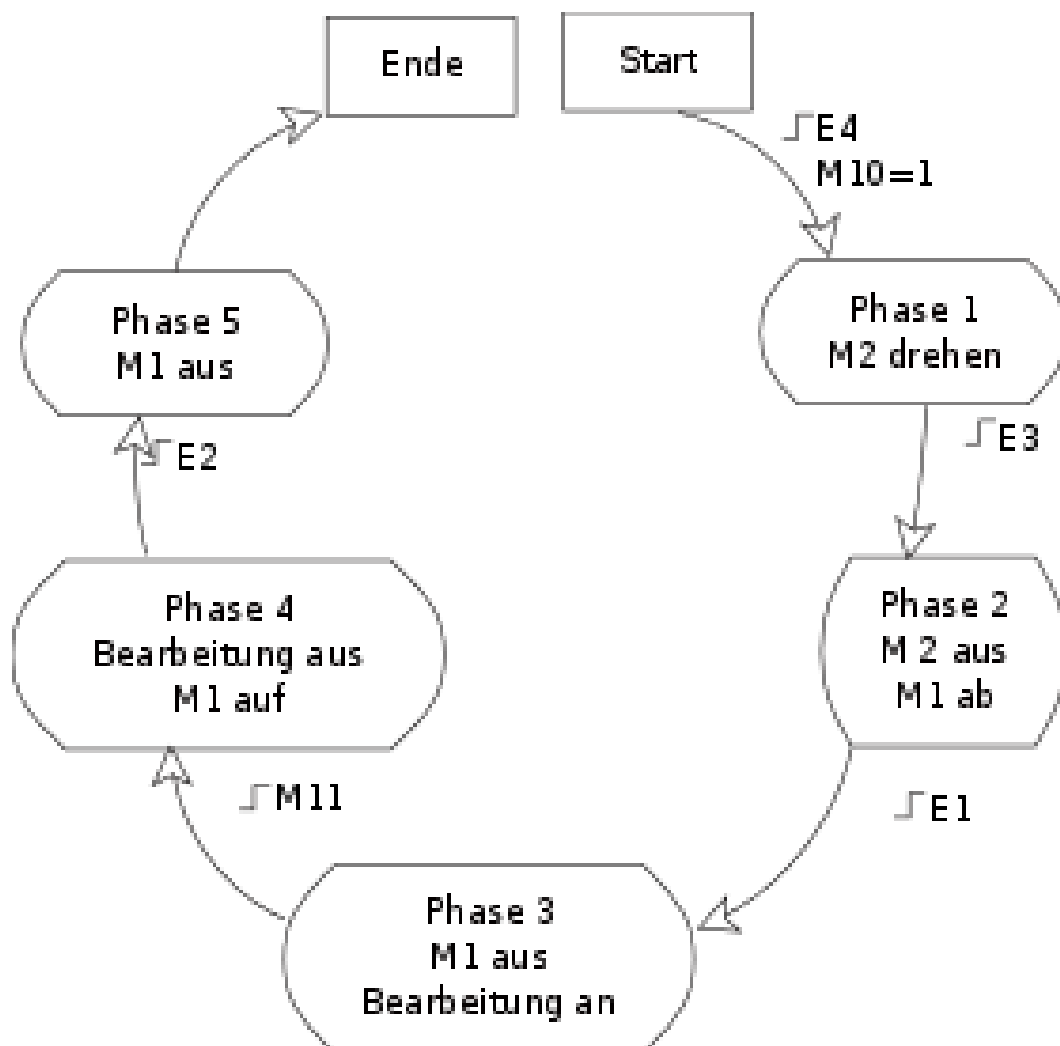 Ende
Start
E4
M10=1
Phase 1
M2 drehen
E3
Phase 2
M2 aus
M1 ab
E1
Phase 3
M1 aus
Bearbeitung an
M11
Phase 4
Bearbeitung aus
M1 auf
E2
Phase 5
M1 aus